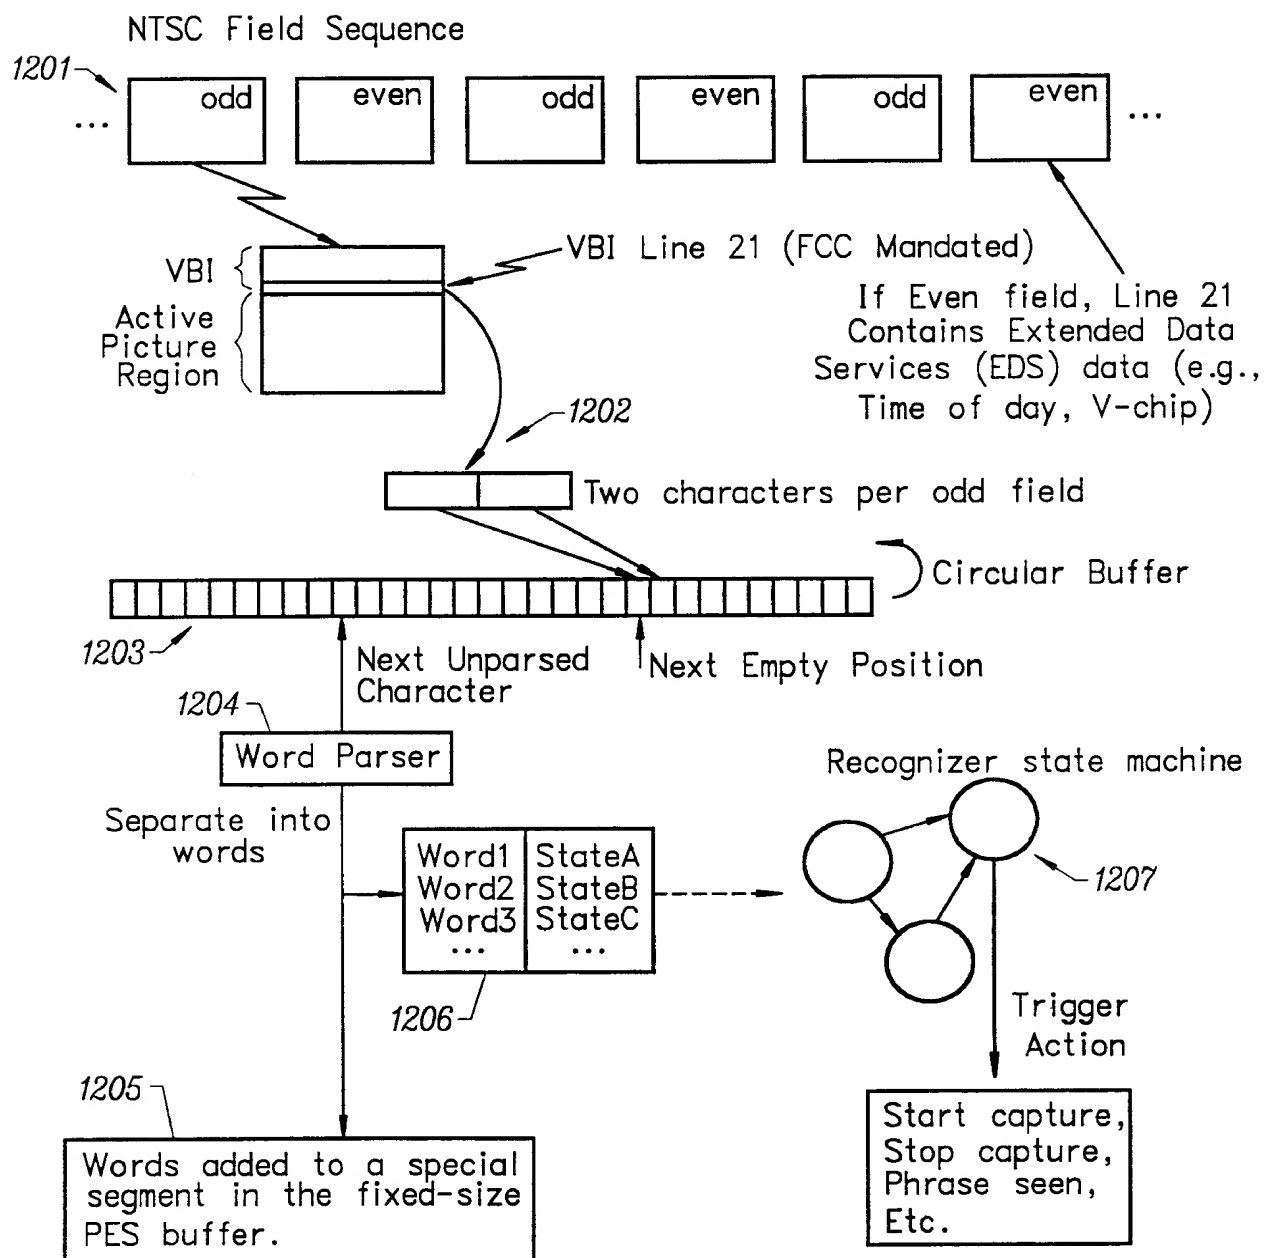 NTSC Field Sequence
1201
... odd even odd even odd even ...
VBI
VBI Line 21 (FCC Mandated)
Active
Picture
Region
If Even field, Line 21
Contains Extended Data
Services (EDS) data (e.g.,
Time of day, V-chip)
1202
Two characters per odd field
Circular Buffer
1203
Next Unparsed
Character
Next Empty Position
1204
Word Parser
Separate into
words
Word1 StateA
Word2 StateB
Word3 StateC
... ...
1206
Recognizer state machine
1207
Trigger
Action
Start capture,
Stop capture,
Phrase seen,
Etc.
1205
Words added to a special
segment in the fixed-size
PES buffer.